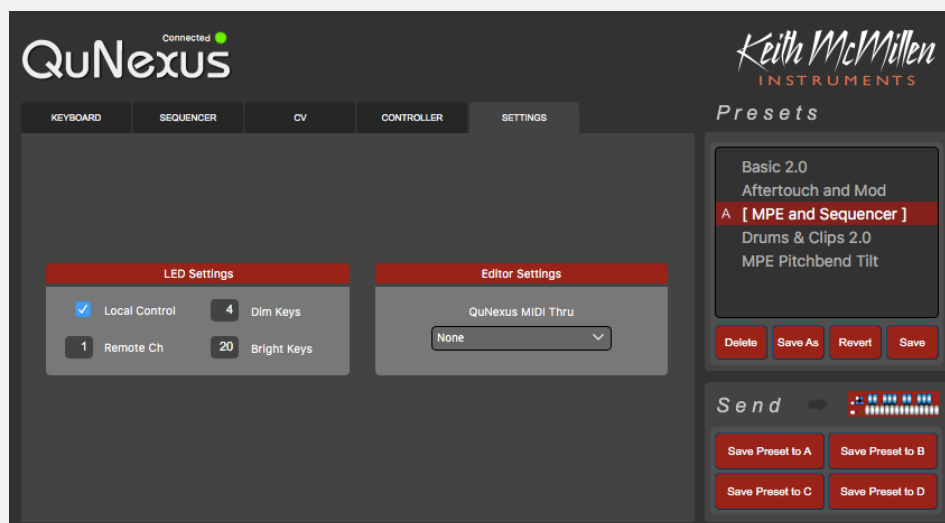 Connected
QuNexus
Keith McMillen
INSTRUMENTS
KEYBOARD SEQUENCER CV CONTROLLER SETTINGS
Presets
Basic 2.0
Aftertouch and Mod
A [ MPE and Sequencer ]
Drums & Clips 2.0
MPE Pitchbend Tilt
LED Settings
Local Control 4 Dim Keys
1 Remote Ch 20 Bright Keys
Editor Settings
QuNexus MIDI Thru
None
Delete Save As Revert Save
Send
Save Preset to A Save Preset to B
Save Preset to C Save Preset to D